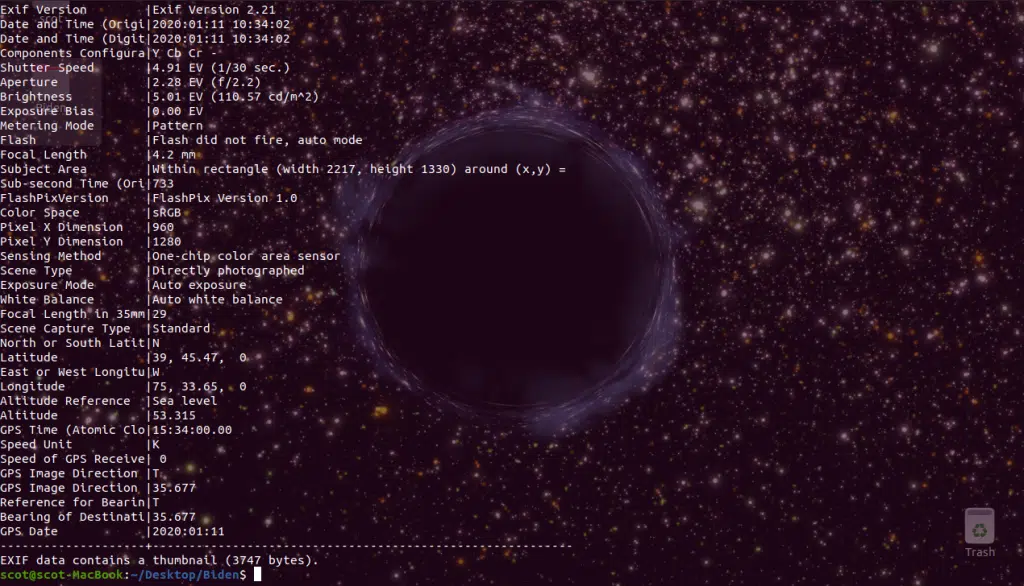 Exif Version        |Exif Version 2.21
Date and Time (Origi|2020:01:11 10:34:02
Date and Time (Digit|2020:01:11 10:34:02
Components Configura|Y Cb Cr -
Shutter Speed       |4.91 EV (1/30 sec.)
Aperture            |2.28 EV (f/2.2)
Brightness          |5.01 EV (110.57 cd/m^2)
Exposure Bias       |0.00 EV
Metering Mode       |Pattern
Flash               |Flash did not fire, auto mode
Focal Length        |4.2 mm
Subject Area        |Within rectangle (width 2217, height 1330) around (x,y) =
Sub-second Time (Ori|733
FlashPixVersion     |FlashPix Version 1.0
Color Space         |sRGB
Pixel X Dimension   |960
Pixel Y Dimension   |1280
Sensing Method      |One-chip color area sensor
Scene Type          |Directly photographed
Exposure Mode       |Auto exposure
White Balance       |Auto white balance
Focal Length in 35mm|29
Scene Capture Type  |Standard
North or South Latit|N
Latitude            |39, 45.47,  0
East or West Longitu|W
Longitude           |75, 33.65,  0
Altitude Reference  |Sea level
Altitude            |53.315
GPS Time (Atomic Clo|15:34:00.00
Speed Unit          |K
Speed of GPS Receive| 0
GPS Image Direction |T
GPS Image Direction |35.677
Reference for Bearin|T
Bearing of Destinati|35.677
GPS Date            |2020:01:11
--------------------+----------------------------------------------------------
EXIF data contains a thumbnail (3747 bytes).
scot@scot-MacBook:~/Desktop/Biden$
Trash